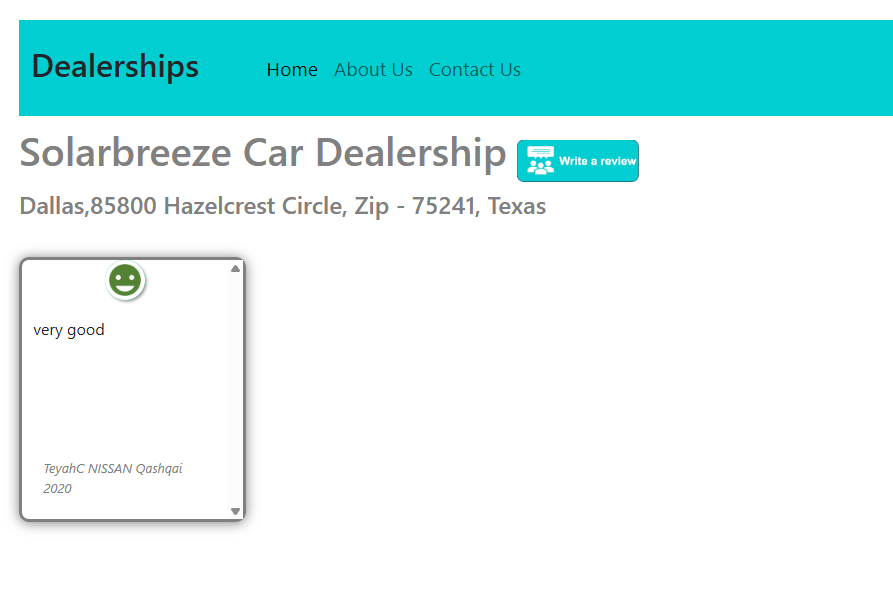 Dealerships
Home About Us Contact Us
Solarbreeze Car Dealership
Write a review
Dallas,85800 Hazelcrest Circle, Zip - 75241, Texas
very good
TeyahC NISSAN Qashqai
2020